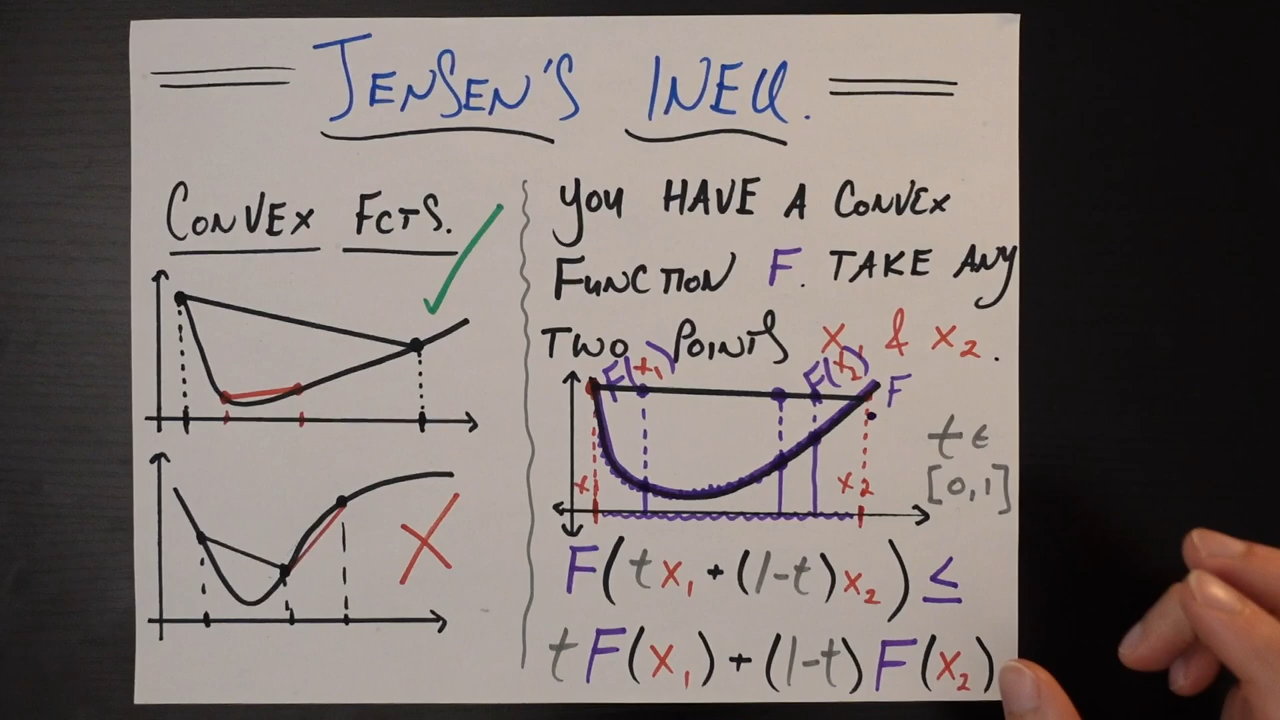 JENSEN'S INEQ.
CONVEX FCTS.
YOU HAVE A CONVEX
FUNCTION F. TAKE ANY
TWO POINTS X₁ & X₂.
F(X₁) F(X₂) F
X X₂
t ∈
[0,1]
F(tX₁ + (1-t)X₂) ≤
tF(X₁) + (1-t)F(X₂)